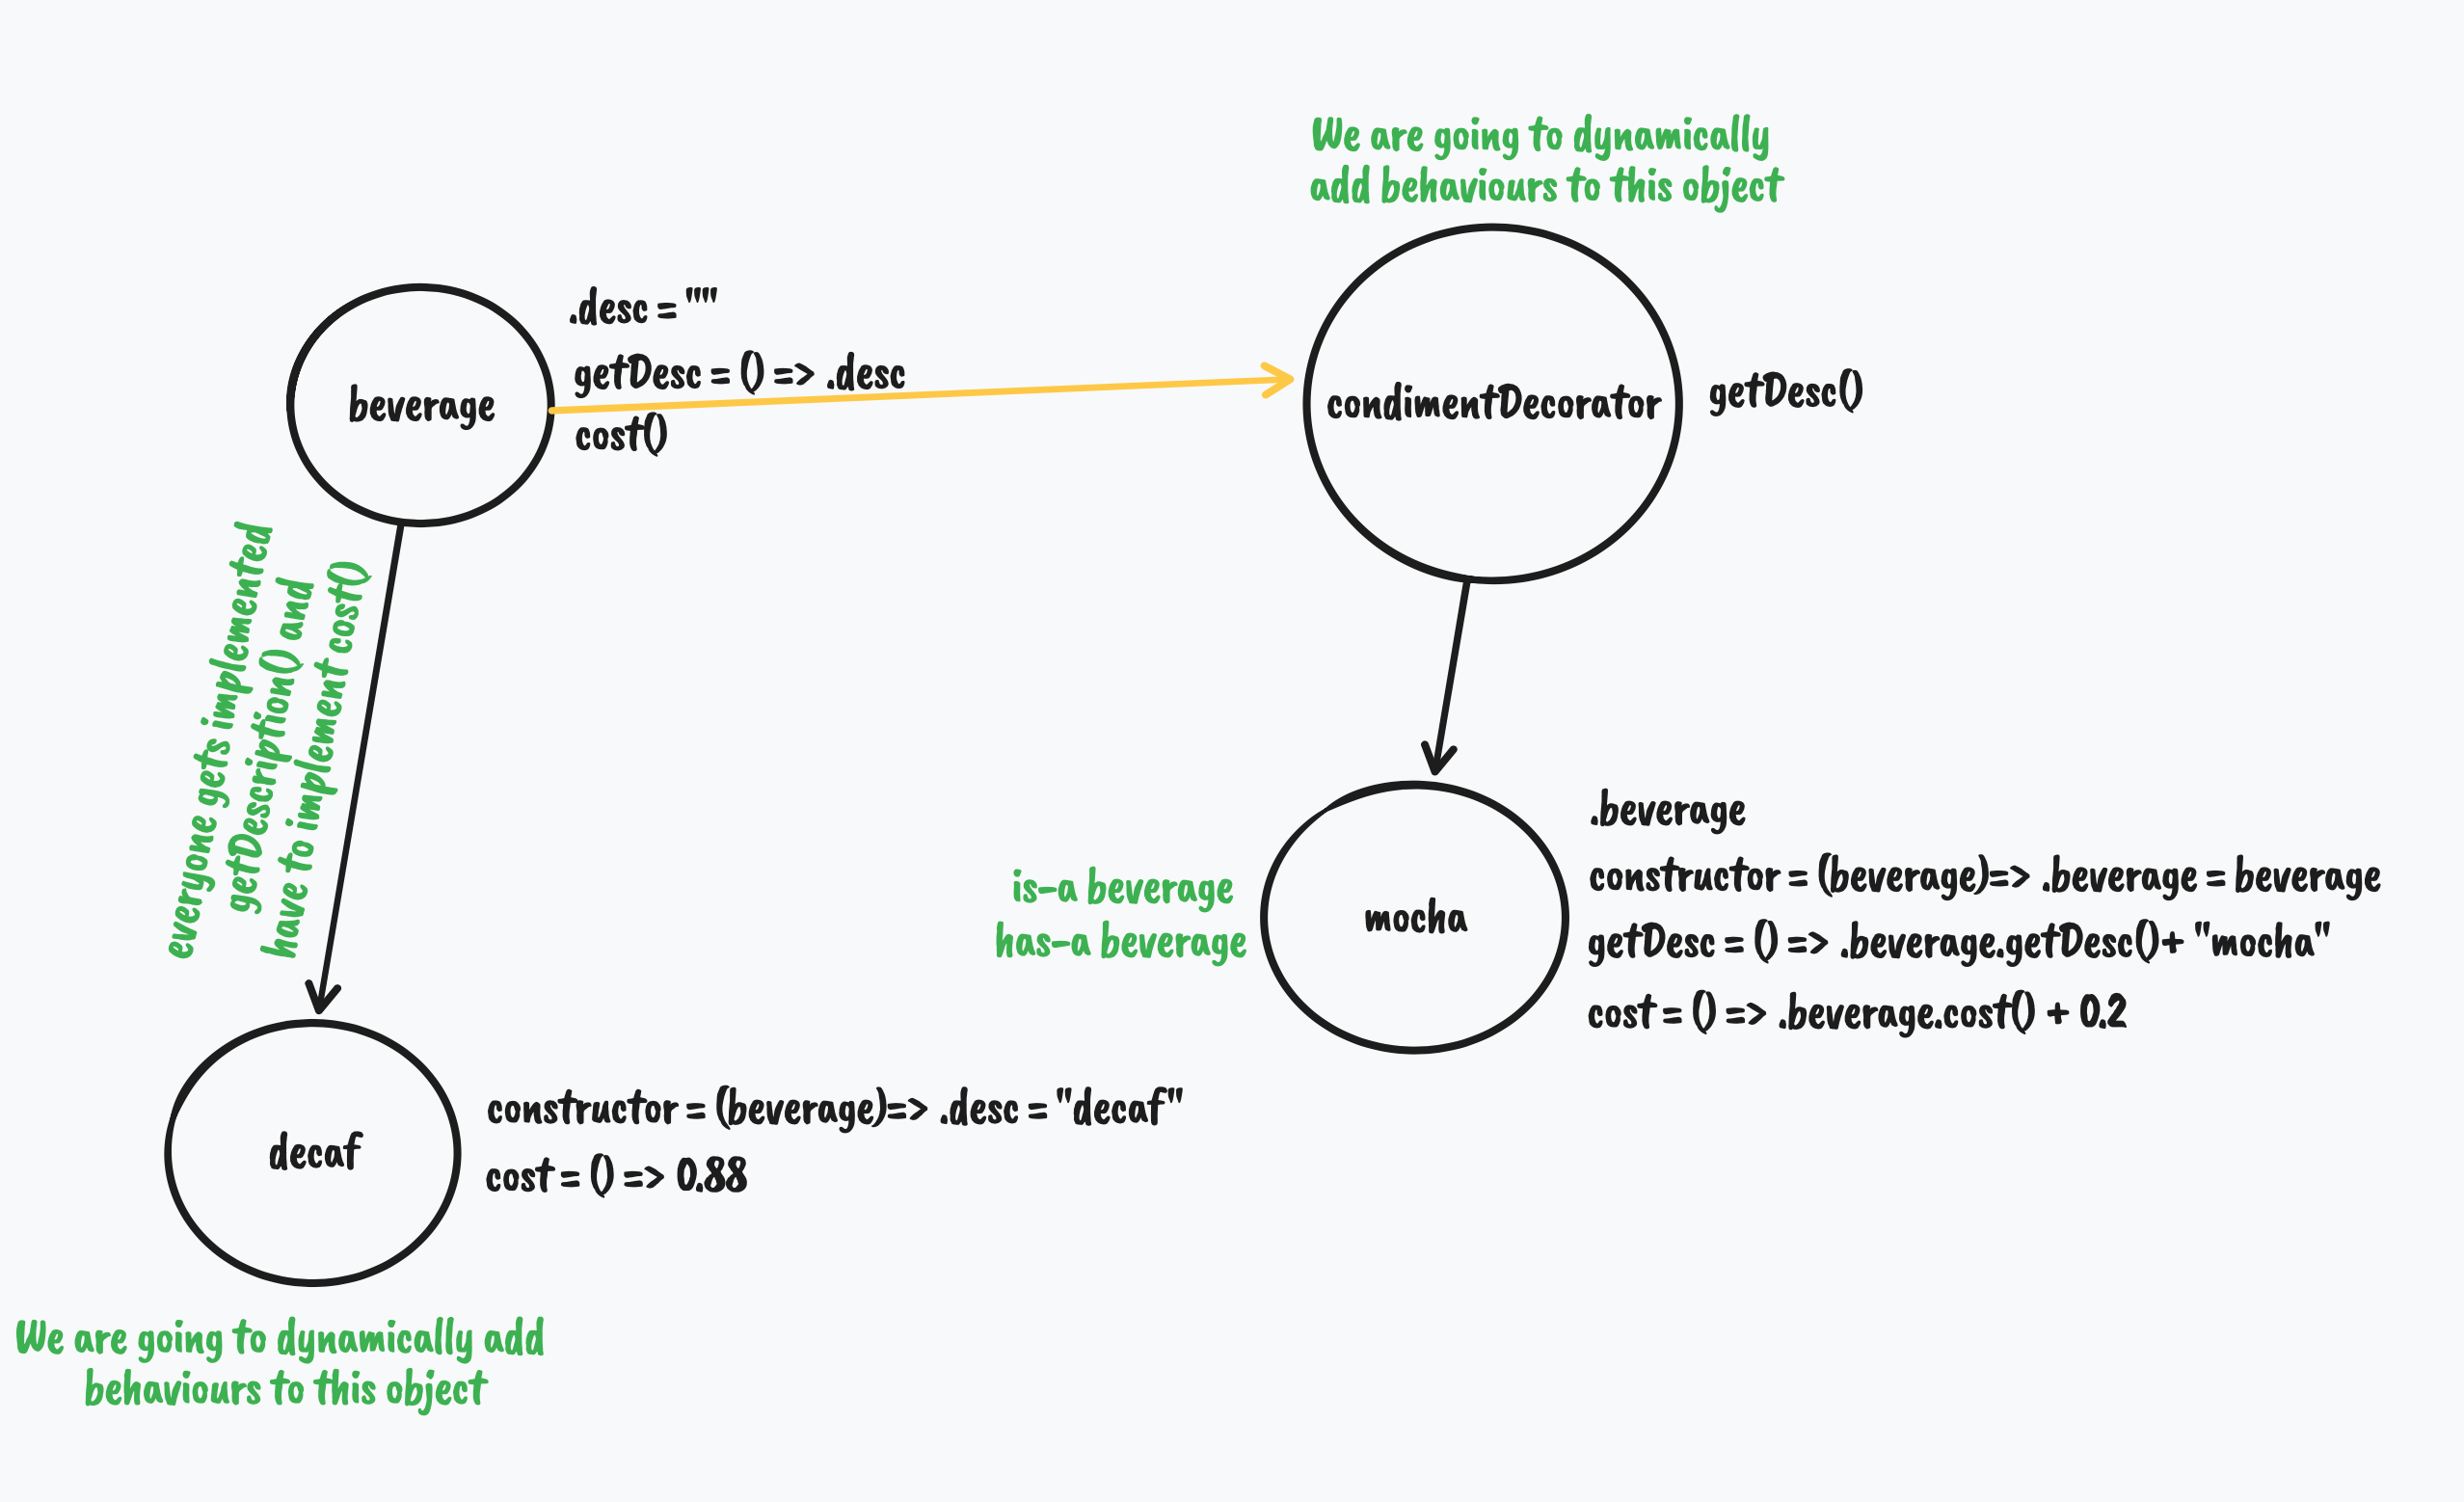 We are going to dynamically
add behaviours to this object
.desc = ""
getDesc = () => .desc
cost()
beverage
condimentDecorator
getDesc()
everyone gets implemented
getDescription() and
have to implement cost()
.beverage
constructor = (beverage)=> .beverage = beverage
getDesc = () => .beverage.getDesc()+ "mocha"
cost = () => .beverage.cost() + 0.2
is-a beverage
has-a beverage
mocha
constructor = (beverage)=> .desc = "decaf"
cost = () => 0.88
decaf
We are going to dynamically add
behaviours to this object